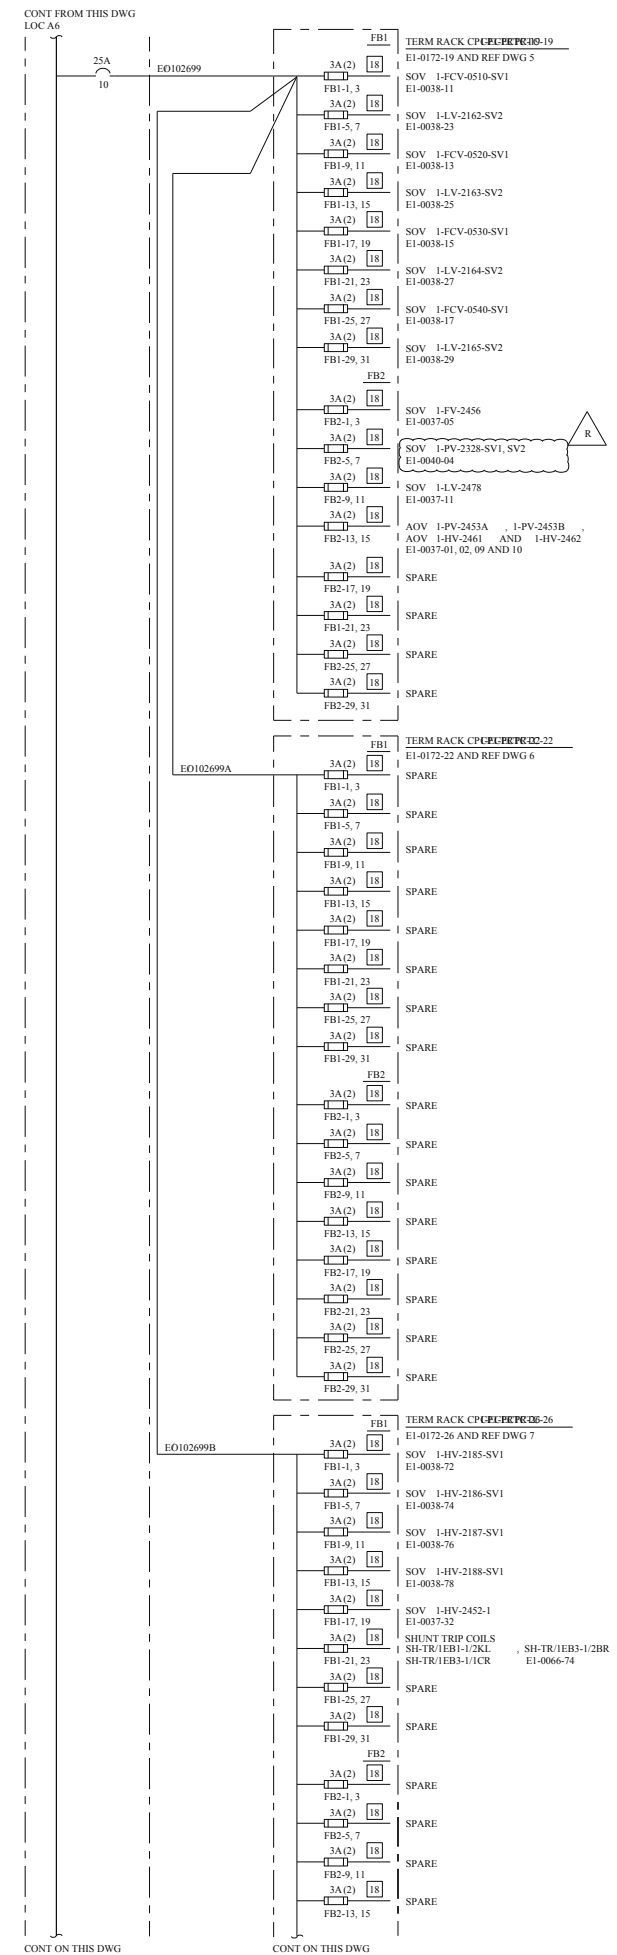 CONT FROM THIS DWG
LOC A6
25A
10
EO102699
FB1
TERM RACK
E1-0172-19 AND REF DWG 5
3A(2) 18
FB1-1, 3
SOV 1-FCV-0510-SV1
E1-0038-11
3A(2) 18
FB1-5, 7
SOV 1-LV-2162-SV2
E1-0038-23
3A(2) 18
FB1-9, 11
SOV 1-FCV-0520-SV1
E1-0038-13
3A(2) 18
FB1-13, 15
SOV 1-LV-2163-SV2
E1-0038-25
3A(2) 18
FB1-17, 19
SOV 1-FCV-0530-SV1
E1-0038-15
3A(2) 18
FB1-21, 23
SOV 1-LV-2164-SV2
E1-0038-27
3A(2) 18
FB1-25, 27
SOV 1-FCV-0540-SV1
E1-0038-17
3A(2) 18
FB1-29, 31
SOV 1-LV-2165-SV2
E1-0038-29
FB2
3A(2) 18
FB2-1, 3
SOV 1-FV-2456
E1-0037-05
R
3A(2) 18
FB2-5, 7
SOV 1-PV-2328-SV1, SV2
E1-0040-04
3A(2) 18
FB2-9, 11
SOV 1-LV-2478
E1-0037-11
3A(2) 18
FB2-13, 15
AOV 1-PV-2453A , 1-PV-2453B ,
AOV 1-HV-2461 AND 1-HV-2462
E1-0037-01, 02, 09 AND 10
3A(2) 18
FB2-17, 19
SPARE
3A(2) 18
FB1-21, 23
SPARE
3A(2) 18
FB2-25, 27
SPARE
3A(2) 18
FB2-29, 31
SPARE
EO102699A
FB1
TERM RACK
E1-0172-22 AND REF DWG 6
3A(2) 18
FB1-1, 3
SPARE
3A(2) 18
FB1-5, 7
SPARE
3A(2) 18
FB1-9, 11
SPARE
3A(2) 18
FB1-13, 15
SPARE
3A(2) 18
FB1-17, 19
SPARE
3A(2) 18
FB1-21, 23
SPARE
3A(2) 18
FB1-25, 27
SPARE
3A(2) 18
FB1-29, 31
SPARE
FB2
3A(2) 18
FB2-1, 3
SPARE
3A(2) 18
FB2-5, 7
SPARE
3A(2) 18
FB2-9, 11
SPARE
3A(2) 18
FB2-13, 15
SPARE
3A(2) 18
FB2-17, 19
SPARE
3A(2) 18
FB2-21, 23
SPARE
3A(2) 18
FB2-25, 27
SPARE
3A(2) 18
FB2-29, 31
SPARE
EO102699B
FB1
TERM RACK
E1-0172-26 AND REF DWG 7
3A(2) 18
FB1-1, 3
SOV 1-HV-2185-SV1
E1-0038-72
3A(2) 18
FB1-5, 7
SOV 1-HV-2186-SV1
E1-0038-74
3A(2) 18
FB1-9, 11
SOV 1-HV-2187-SV1
E1-0038-76
3A(2) 18
FB1-13, 15
SOV 1-HV-2188-SV1
E1-0038-78
3A(2) 18
FB1-17, 19
SOV 1-HV-2452-1
E1-0037-32
3A(2) 18
FB1-21, 23
SHUNT TRIP COILS
SH-TR/1EB1-1/2KL , SH-TR/1EB3-1/2BR
SH-TR/1EB3-1/1CR E1-0066-74
3A(2) 18
FB1-25, 27
SPARE
3A(2) 18
FB1-29, 31
SPARE
FB2
3A(2) 18
FB2-1, 3
SPARE
3A(2) 18
FB2-5, 7
SPARE
3A(2) 18
FB2-9, 11
SPARE
3A(2) 18
FB2-13, 15
SPARE
CONT ON THIS DWG
CONT ON THIS DWG